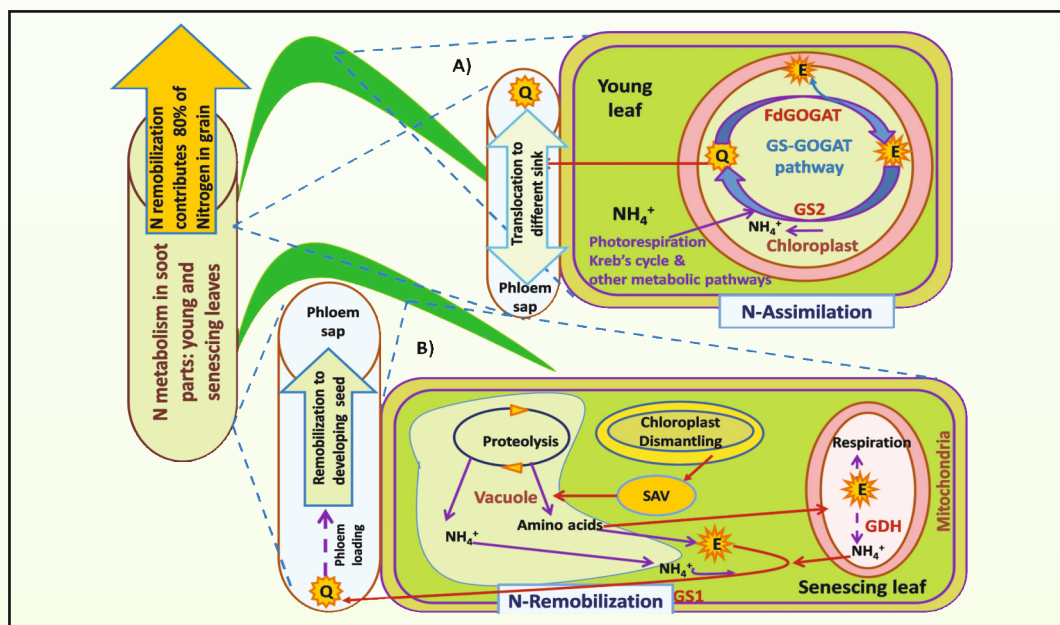 N remobilization
contributes 80% of
Nitrogen in grain
N metabolism in soot
parts: young and
senescing leaves
A)
Q
Translocation to
different sink
Phloem
sap
Young
leaf
E
FdGOGAT
GS-GOGAT
pathway
Q
E
GS2
NH₄⁺
NH₄⁺
Chloroplast
Photorespiration
Kreb's cycle &
other metabolic pathways
N-Assimilation
B)
Phloem
sap
Remobilization to
developing seed
Phloem
loading
Q
Proteolysis
Chloroplast
Dismantling
Vacuole
SAV
Amino acids
NH₄⁺
E
NH₄⁺
GS1
Respiration
E
GDH
NH₄⁺
Mitochondria
Senescing leaf
N-Remobilization